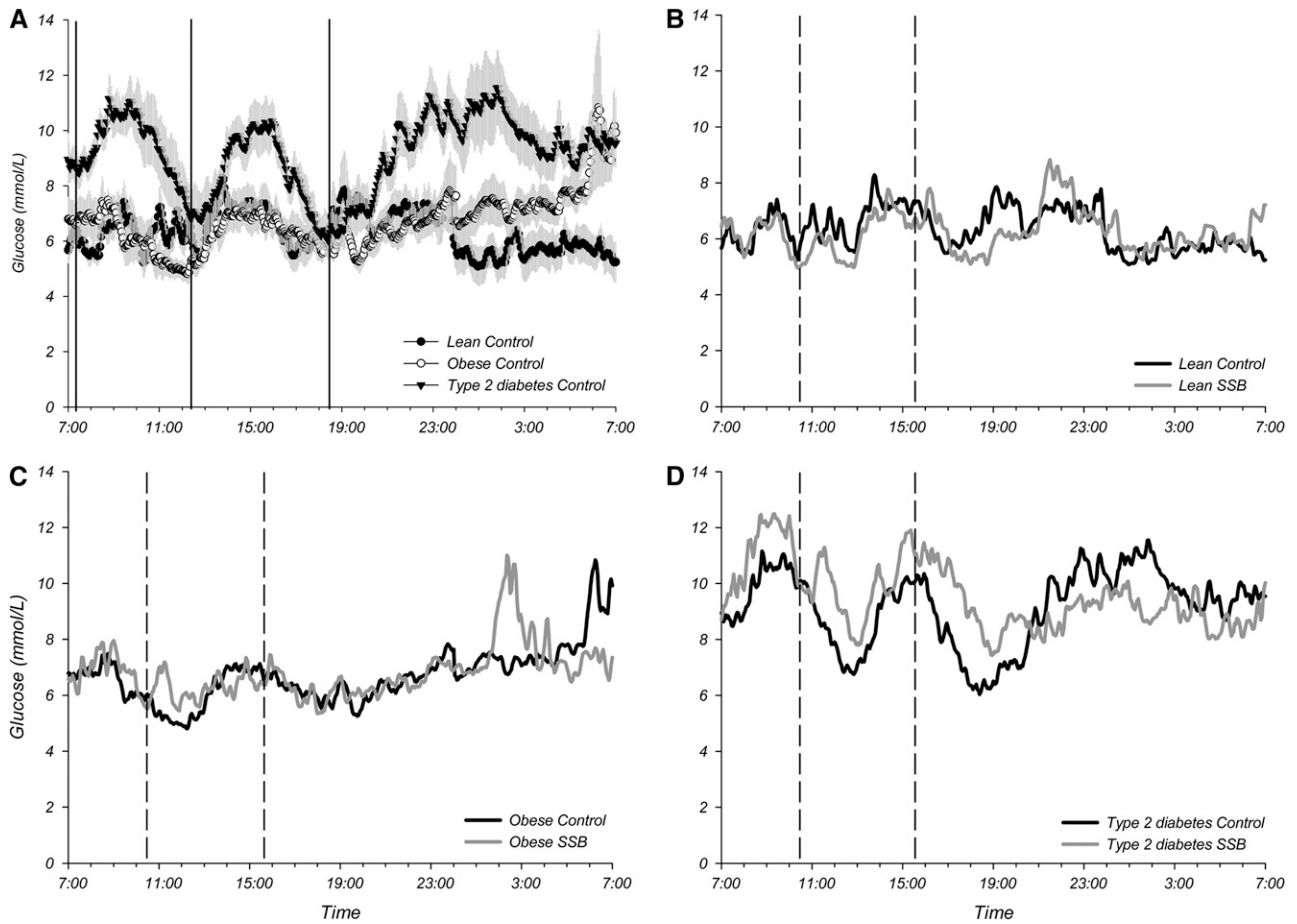 A
14
12
10
8
6
4
2
0
Glucose (mmol/L)
Lean Control
Obese Control
Type 2 diabetes Control
7:00 11:00 15:00 19:00 23:00 3:00 7:00
B
14
12
10
8
6
4
2
0
Lean Control
Lean SSB
7:00 11:00 15:00 19:00 23:00 3:00 7:00
C
14
12
10
8
6
4
2
0
Glucose (mmol/L)
Obese Control
Obese SSB
7:00 11:00 15:00 19:00 23:00 3:00 7:00
Time
D
14
12
10
8
6
4
2
0
Type 2 diabetes Control
Type 2 diabetes SSB
7:00 11:00 15:00 19:00 23:00 3:00 7:00
Time